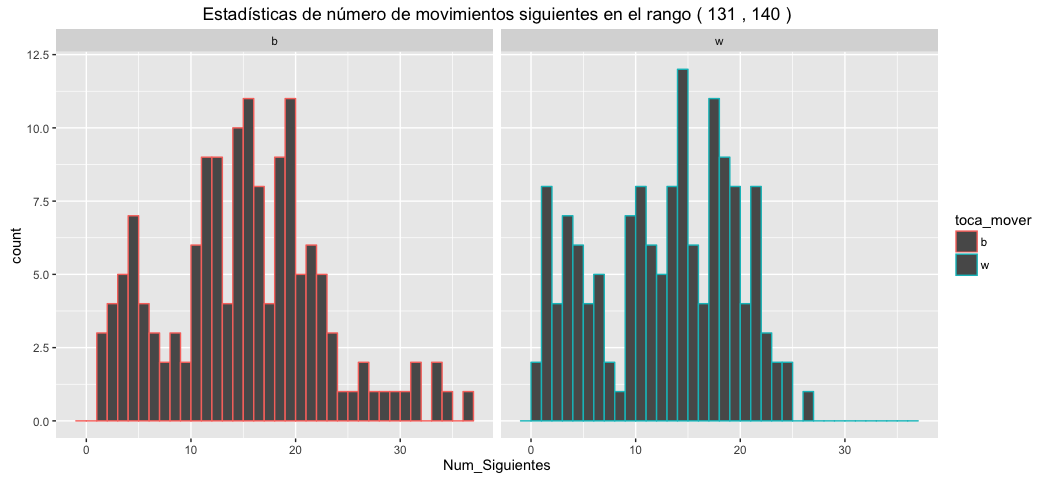 Estadísticas de número de movimientos siguientes en el rango ( 131 , 140 )
b
w
12.5
10.0
7.5
5.0
2.5
0.0
count
0
10
20
30
0
10
20
30
Num_Siguientes
toca_mover
b
w